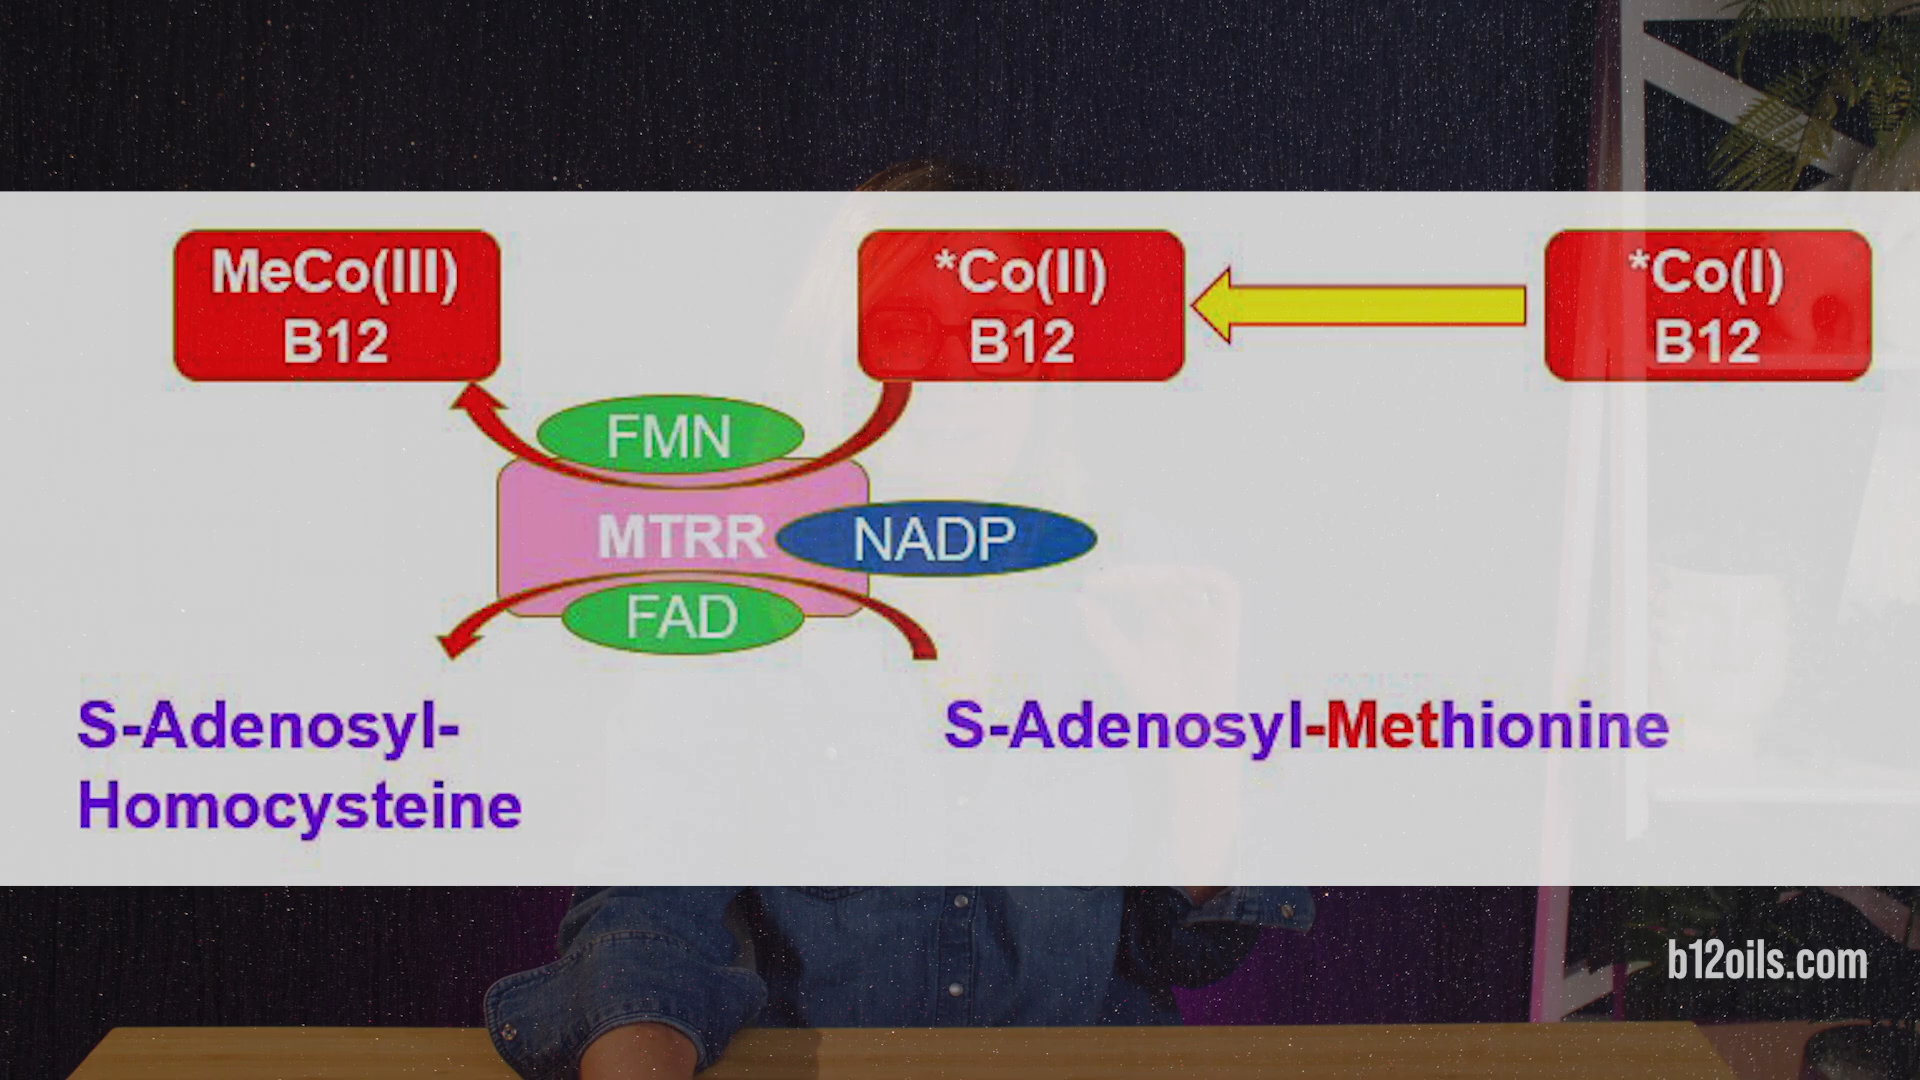 MeCo(III)
B12
*Co(II)
B12
*Co(I)
B12
FMN
MTRR
NADP
FAD
S-Adenosyl-
Homocysteine
S-Adenosyl-Methionine
b12oils.com